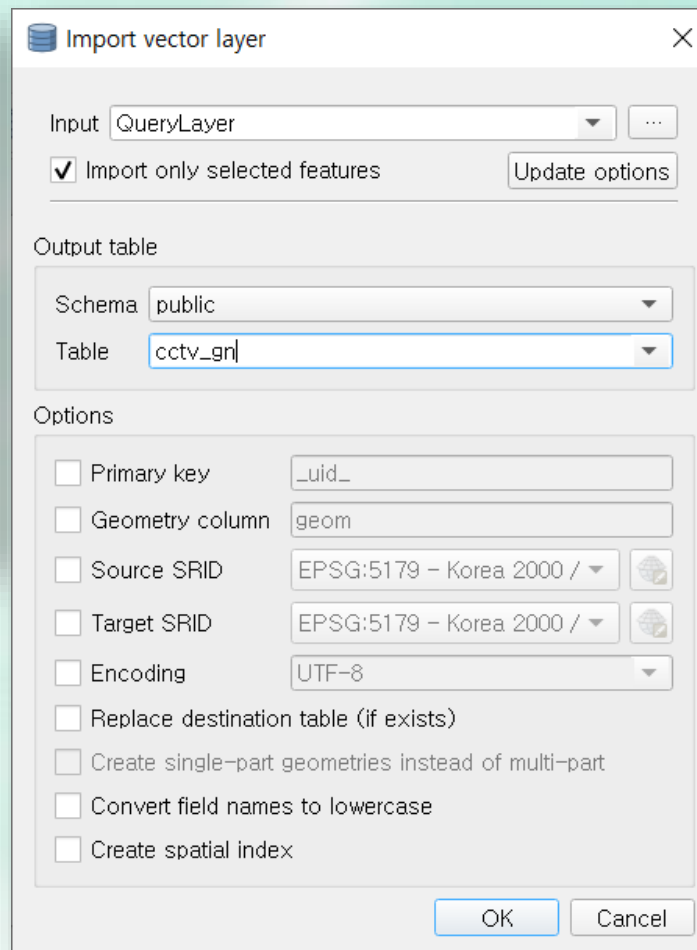 Import vector layer
Input QueryLayer ...
Import only selected features Update options
Output table
Schema public
Table cctv_gn
Options
Primary key _uid_
Geometry column geom
Source SRID EPSG:5179 - Korea 2000 /
Target SRID EPSG:5179 - Korea 2000 /
Encoding UTF-8
Replace destination table (if exists)
Create single-part geometries instead of multi-part
Convert field names to lowercase
Create spatial index
OK Cancel